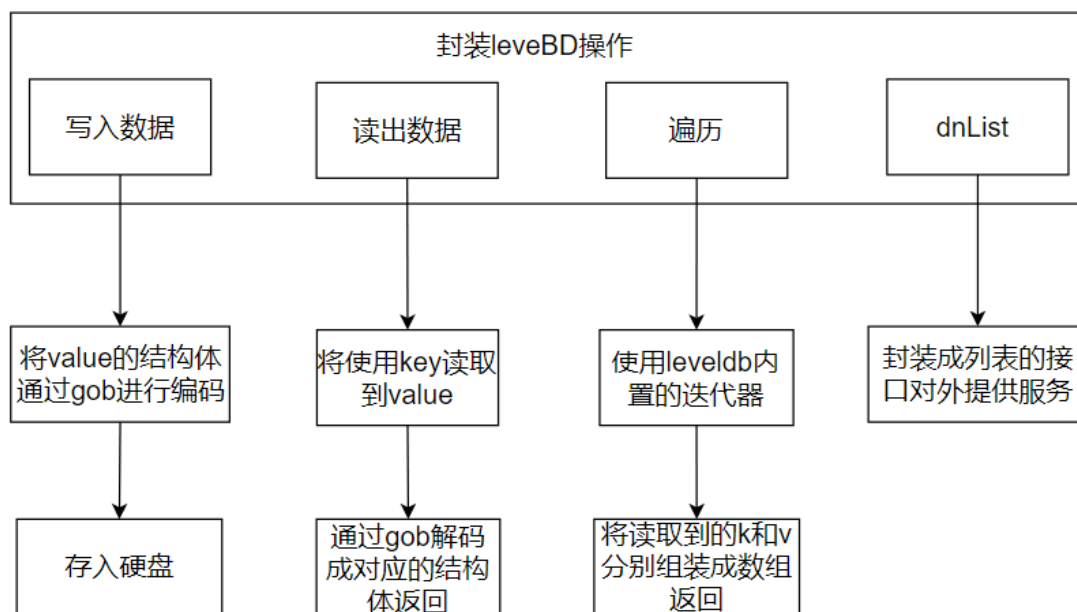 封装leveBD操作
写入数据
读出数据
遍历
dnList
将value的结构体
通过gob进行编码
将使用key读取
到value
使用leveldb内
置的迭代器
封装成列表的接
口对外提供服务
存入硬盘
通过gob解码
成对应的结构
体返回
将读取到的k和v
分别组装成数组
返回